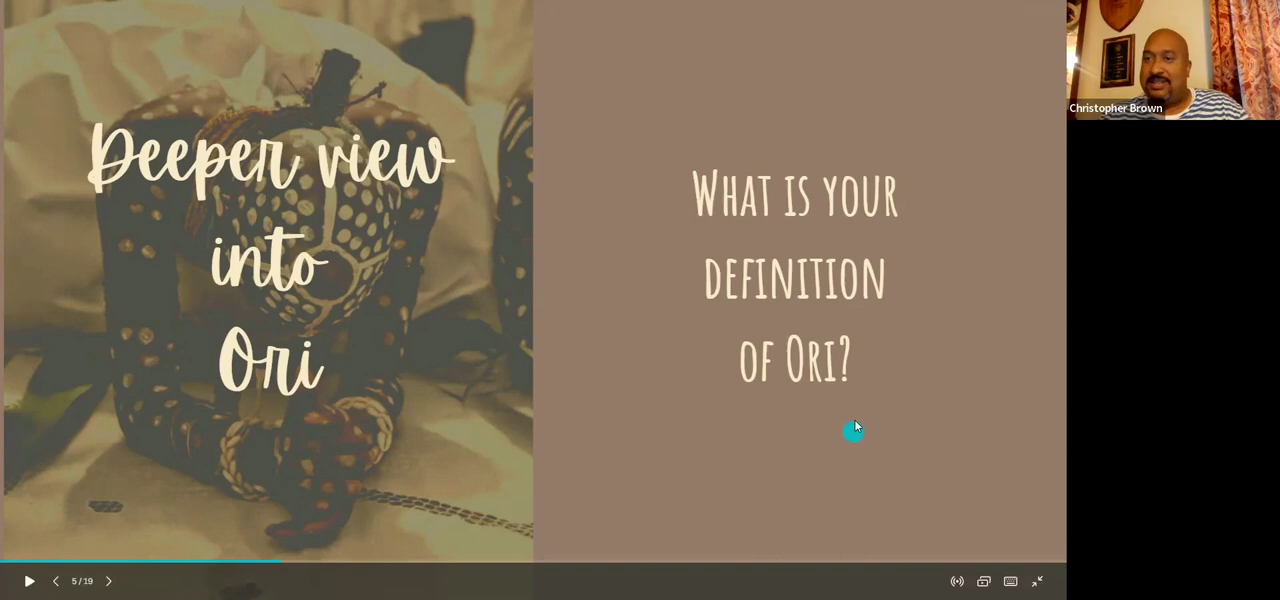 Deeper view
into
Ori
What is your
definition
of Ori?
Christopher Brown
5 / 19